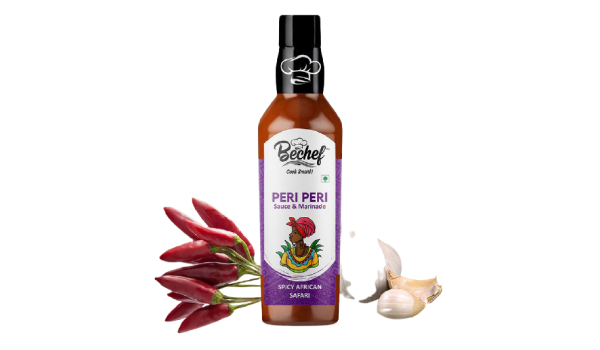 Bechef
Cook Smart!
PERI PERI
Sauce & Marinade
SPICY AFRICAN
SAFARI